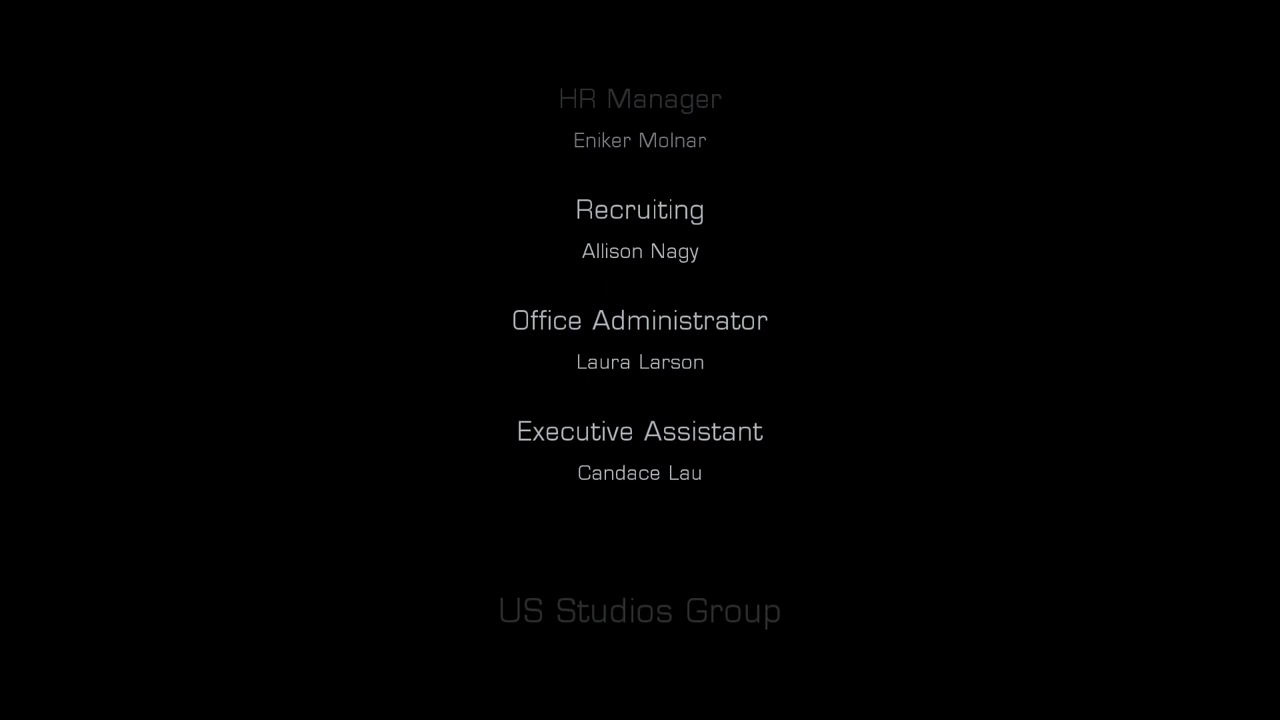 HR Manager
Eniker Molnar
Recruiting
Allison Nagy
Office Administrator
Laura Larson
Executive Assistant
Candace Lau
US Studios Group